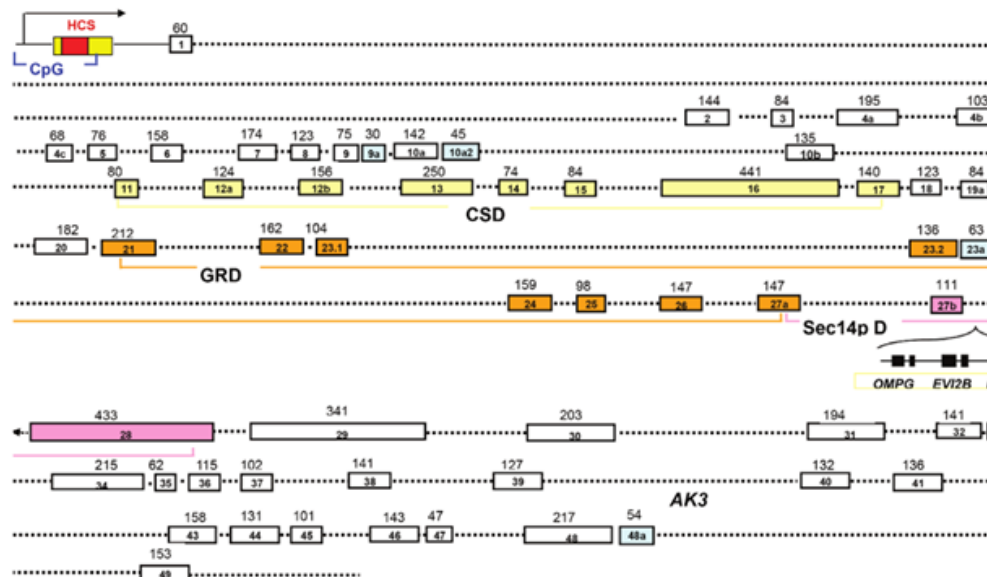 HCS
60
1
CpG
144 84 195 103
2 3 4a 4b
68 76 158 174 123 75 30 142 45 135
4c 5 6 7 8 9 9a 10a 10a2 10b
80 124 156 250 74 84 441 140 123 84
11 12a 12b 13 14 15 16 17 18 19a
CSD
182 212 162 104 136 63
20 21 22 23.1 23.2 23a
GRD
159 98 147 147 111
24 25 26 27a 27b
Sec14p D
OMPG EVI2B
433 341 203 194 141
28 29 30 31 32
215 62 115 102 141 127 132 136
34 35 36 37 38 39 40 41
AK3
158 131 101 143 47 217 54
43 44 45 46 47 48 48a
153
49